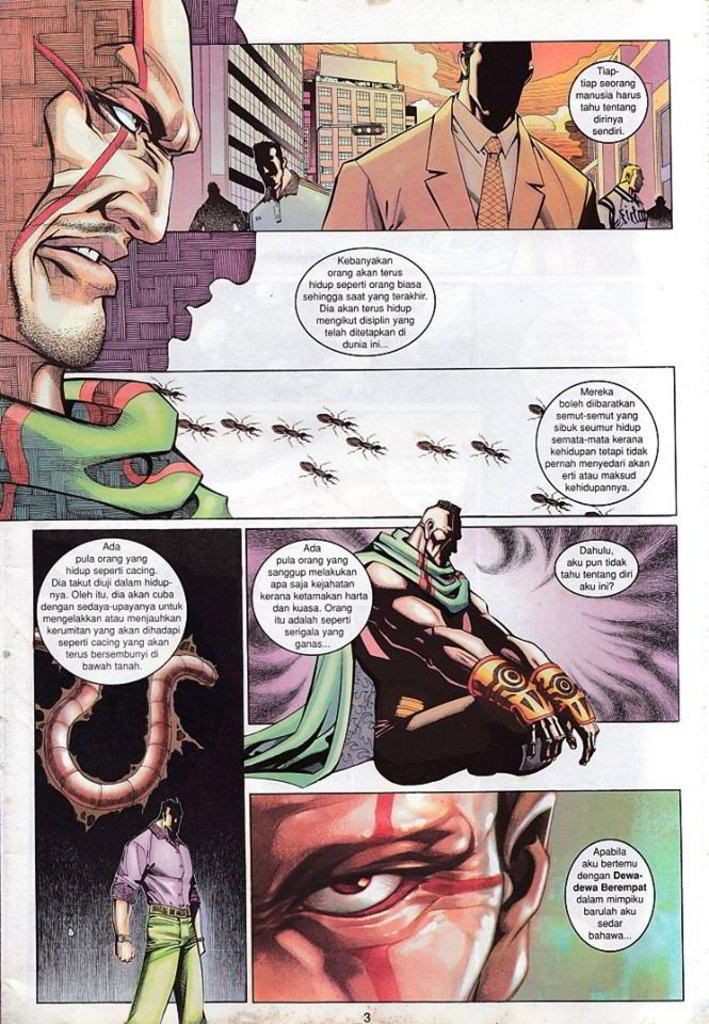 Tiap-
tiap seorang
manusia harus
tahu tentang
dirinya
sendiri.
Kebanyakan
orang akan terus
hidup seperti orang biasa
sehingga saat yang terakhir.
Dia akan terus hidup
mengikut disiplin yang
telah ditetapkan di
dunia ini...
Mereka
boleh diibaratkan
semut-semut yang
sibuk seumur hidup
semata-mata kerana
kehidupan tetapi tidak
pernah menyedari akan
erti atau maksud
kehidupannya.
Ada
pula orang yang
hidup seperti cacing.
Dia takut diuji dalam hidup-
nya. Oleh itu, dia akan cuba
dengan sedaya-upayanya untuk
mengelakkan atau menjauhkan
kerumitan yang akan dihadapi
seperti cacing yang akan
terus bersembunyi di
bawah tanah.
Ada
pula orang yang
sanggup melakukan
apa saja kejahatan
kerana ketamakan harta
dan kuasa. Orang
itu adalah seperti
serigala yang
ganas...
Dahulu,
aku pun tidak
tahu tentang diri
aku ini?
Apabila
aku bertemu
dengan Dewa-
dewa Berempat
dalam mimpiku
barulah aku
sedar
bahawa...
3